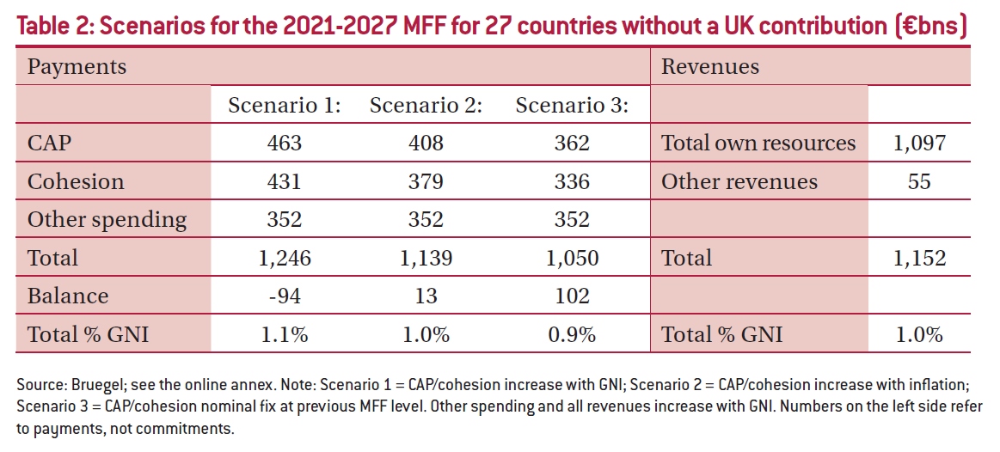 Table 2: Scenarios for the 2021-2027 MFF for 27 countries without a UK contribution (€bns)
Payments Revenues
Scenario 1: Scenario 2: Scenario 3:
CAP 463 408 362 Total own resources 1,097
Cohesion 431 379 336 Other revenues 55
Other spending 352 352 352
Total 1,246 1,139 1,050 Total 1,152
Balance -94 13 102
Total % GNI 1.1% 1.0% 0.9% Total % GNI 1.0%
Source: Bruegel; see the online annex. Note: Scenario 1 = CAP/cohesion increase with GNI; Scenario 2 = CAP/cohesion increase with inflation;
Scenario 3 = CAP/cohesion nominal fix at previous MFF level. Other spending and all revenues increase with GNI. Numbers on the left side refer
to payments, not commitments.